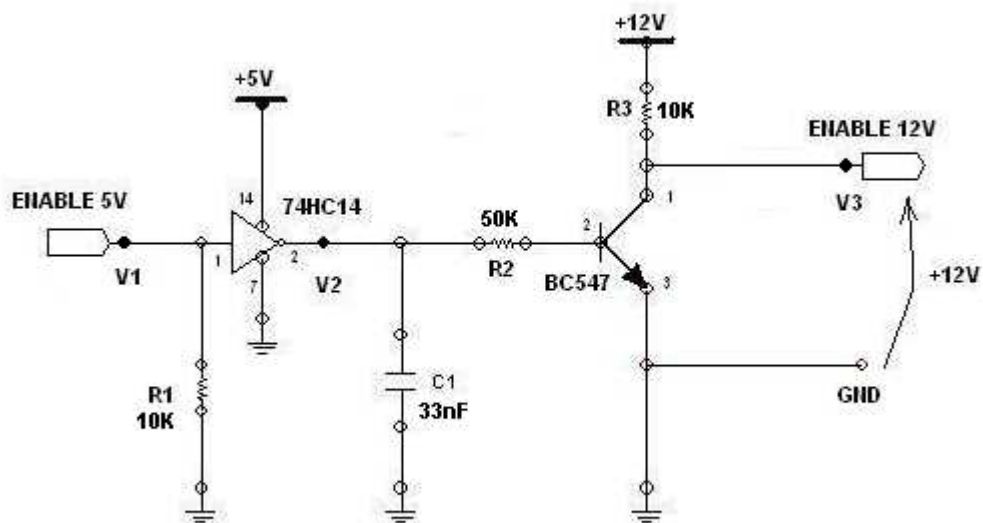 +12V
+5V
R3 10K
ENABLE 12V
ENABLE 5V
14 74HC14
1
V3
1 2
50K
2
V1
V2
R2
BC547
3
7
+12V
R1
10K
C1
33nF
GND